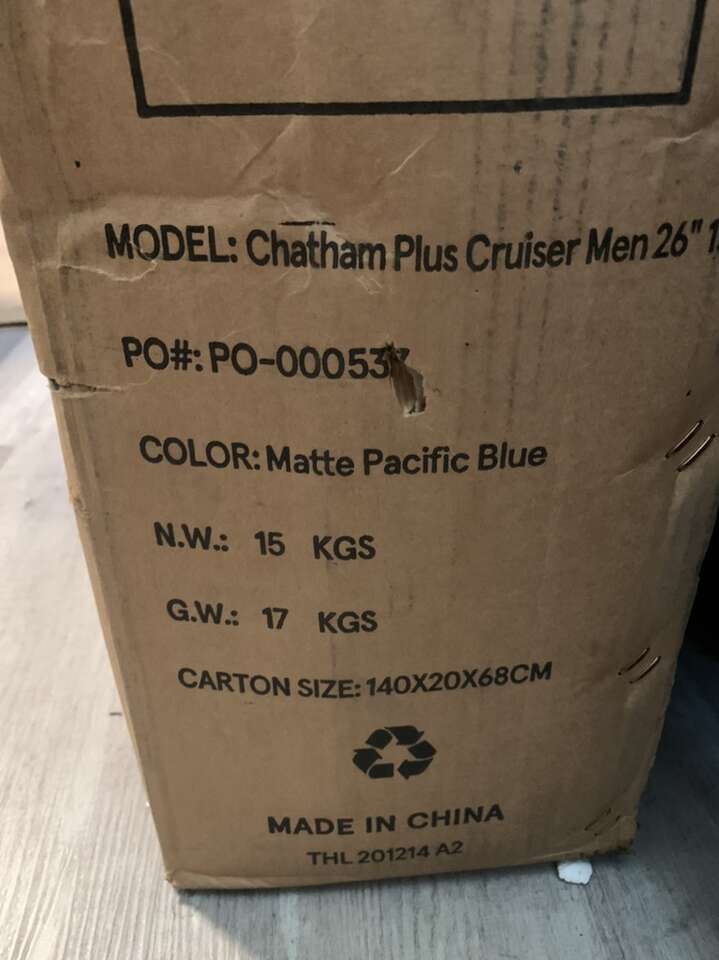 MODEL: Chatham Plus Cruiser Men 26"
PO#: PO-000537
COLOR: Matte Pacific Blue
N.W.: 15 KGS
G.W.: 17 KGS
CARTON SIZE: 140X20X68CM
MADE IN CHINA
THL 201214 A2